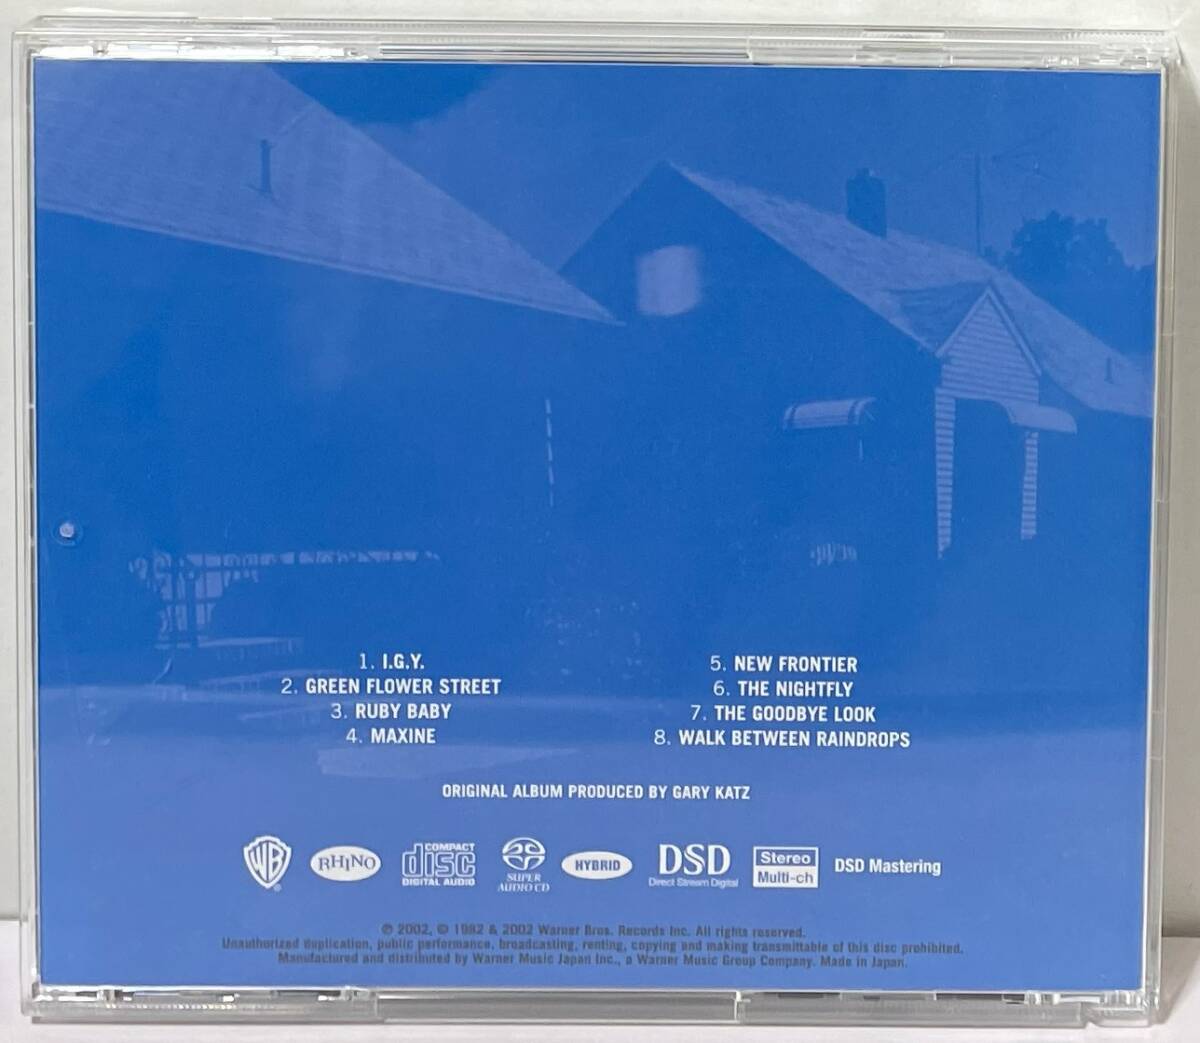 1. I.G.Y.
2. GREEN FLOWER STREET
3. RUBY BABY
4. MAXINE
5. NEW FRONTIER
6. THE NIGHTFLY
7. THE GOODBYE LOOK
8. WALK BETWEEN RAINDROPS
ORIGINAL ALBUM PRODUCED BY GARY KATZ
WB
RHINO
COMPACT
disc
DIGITAL AUDIO
SUPER
AUDIO CD
HYBRID
DSD
Direct Stream Digital
Stereo
Multi-ch
DSD Mastering
℗ 2002, © 1982 & 2002 Warner Bros. Records Inc. All rights reserved.
Unauthorized duplication, public performance, broadcasting, renting, copying and making transmittable of this disc prohibited.
Manufactured and distributed by Warner Music Japan Inc., a Warner Music Group Company. Made in Japan.